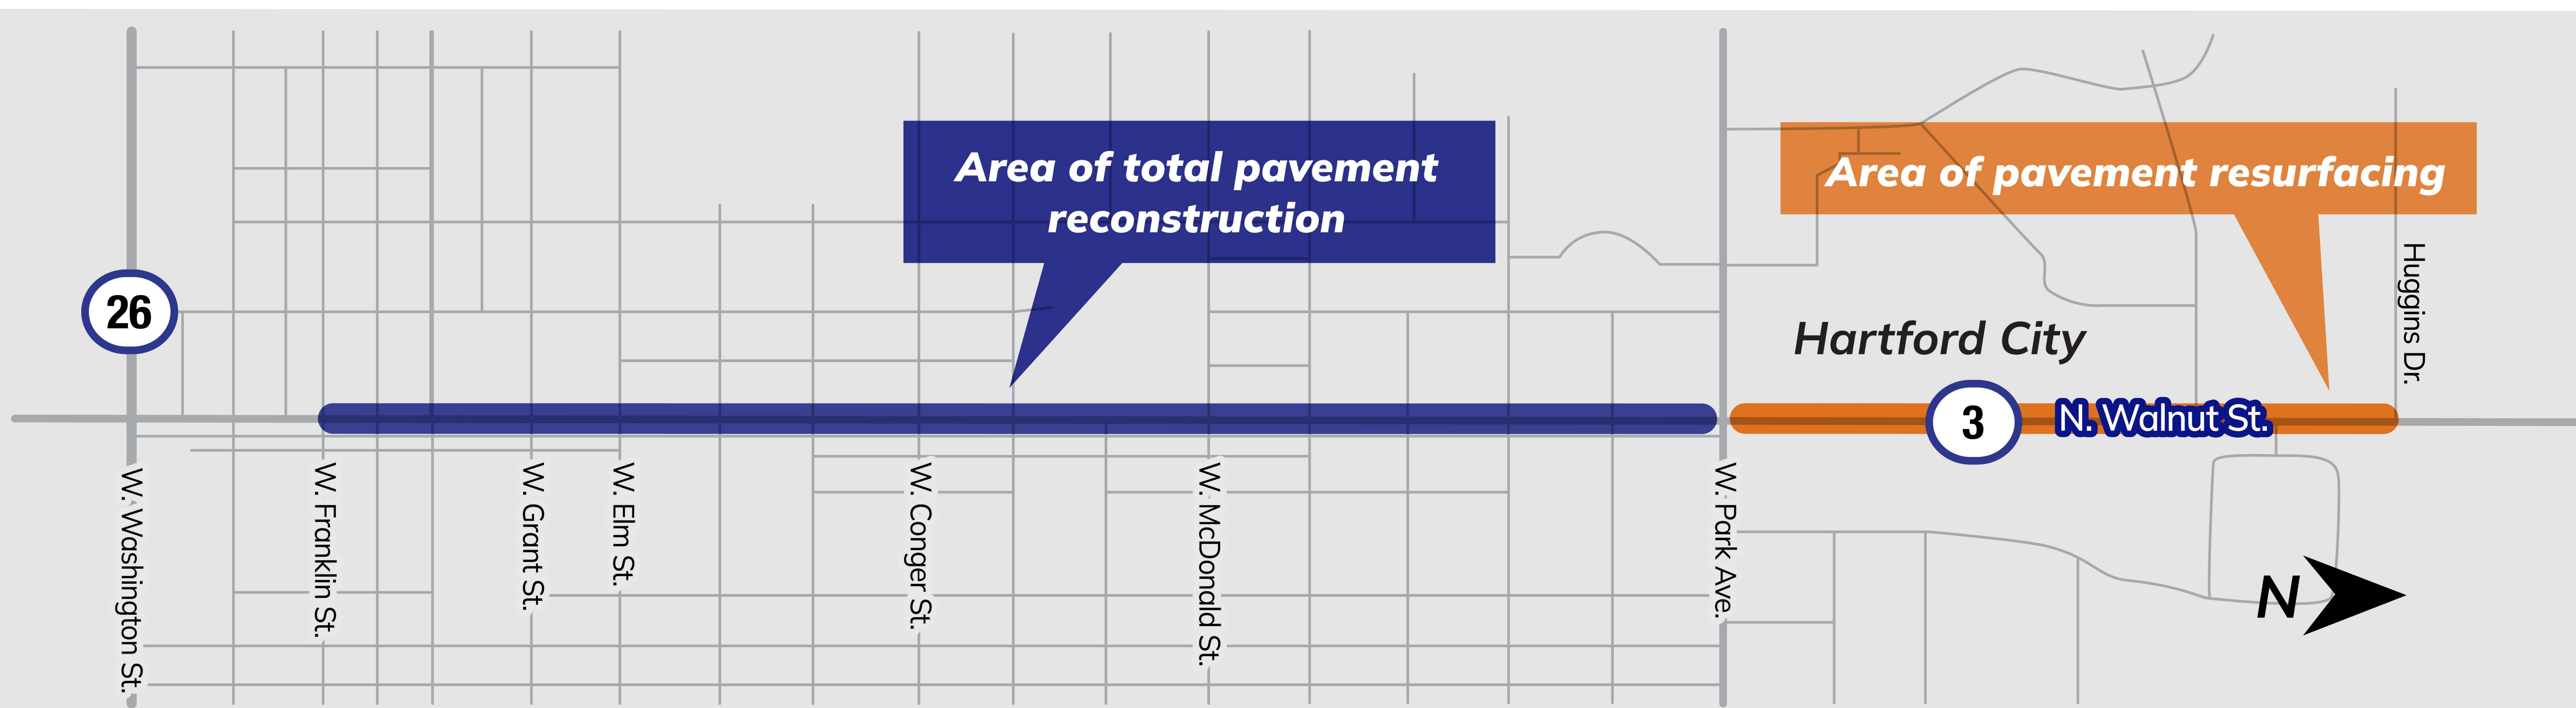 Area of total pavement
reconstruction
Area of pavement resurfacing
26
Huggins Dr.
Hartford City
3
N. Walnut St.
W. Washington St.
W. Franklin St.
W. Grant St.
W. Elm St.
W. Conger St.
W. McDonald St.
W. Park Ave.
N